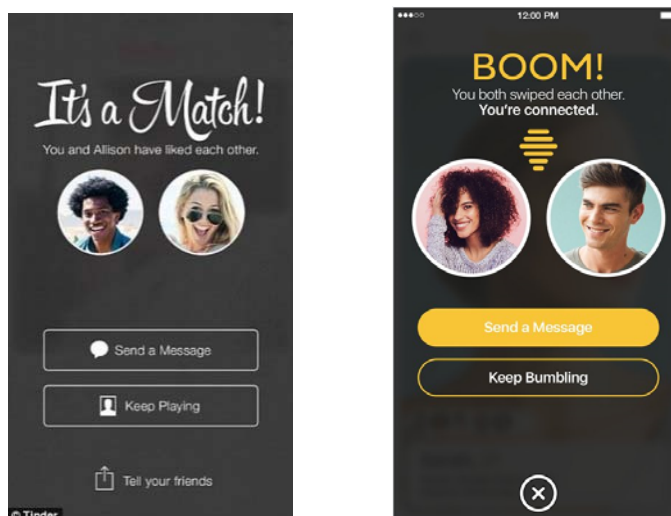 It's a Match!
You and Allison have liked each other.
Send a Message
Keep Playing
Tell your friends
© Tinder
12:00 PM
BOOM!
You both swiped each other.
You're connected.
Send a Message
Keep Bumbling